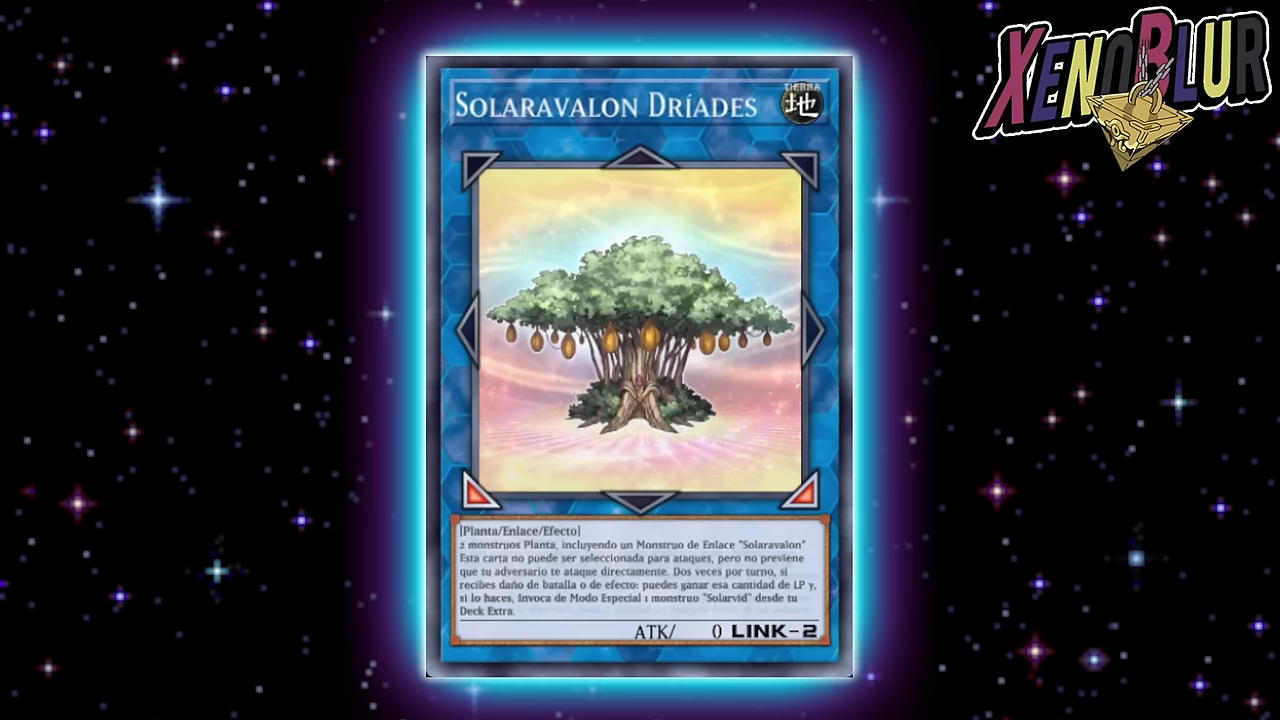 XENOBLUR
SOLARAVALON DRÍADES
TIERRA
地
[Planta/Enlace/Efecto]
2 monstruos Planta, incluyendo un Monstruo de Enlace "Solaravalon"
Esta carta no puede ser seleccionada para ataques, pero no previene
que tu adversario te ataque directamente. Dos veces por turno, si
recibes daño de batalla o de efecto: puedes ganar esa cantidad de LP y,
si lo haces, Invoca de Modo Especial 1 monstruo "Solarvid" desde tu
Deck Extra.
ATK/ 0 LINK-2